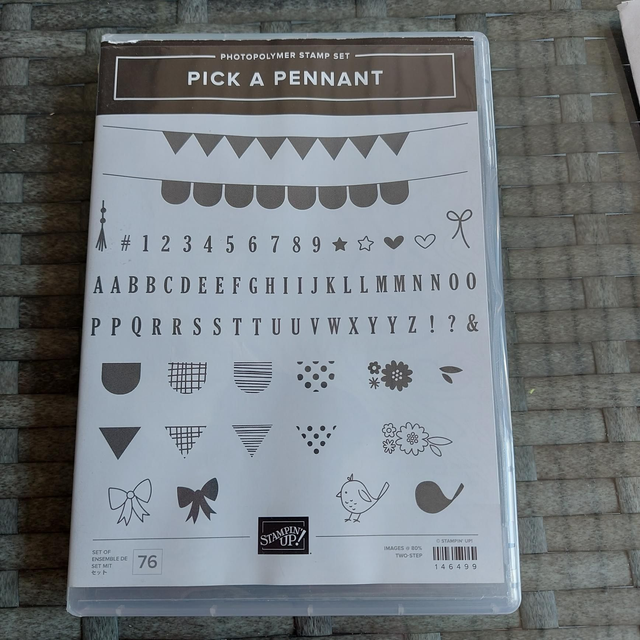 PHOTOPOLYMER STAMP SET
PICK A PENNANT
# 1 2 3 4 5 6 7 8 9
A A B B C D E E F G H I I J K L L M M N N O O
P P Q R R S S T T U U V W X Y Y Z ! ? &
STAMPIN' UP!
© STAMPIN' UP!
SET OF
ENSEMBLE DE
SET MIT
セット
76
IMAGES @ 60%
TWO-STEP
146499